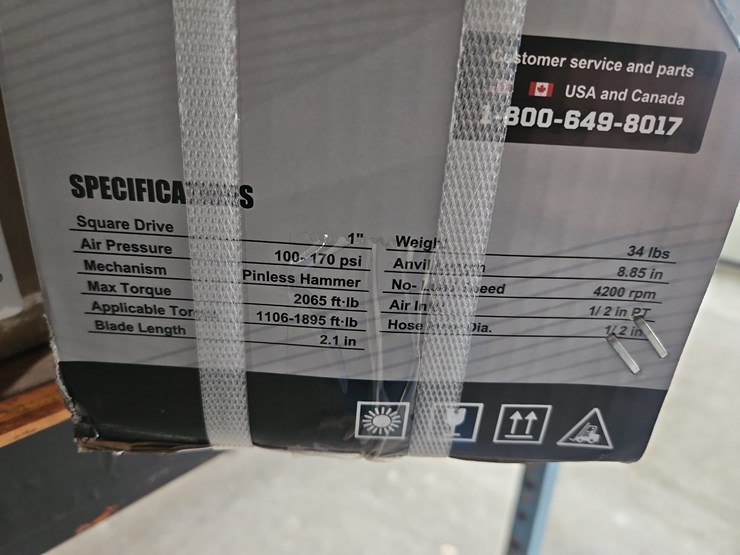 stomer service and parts
USA and Canada
1-800-649-8017
SPECIFICA S
Square Drive 1"
Air Pressure 100- 170 psi
Mechanism Pinless Hammer
Max Torque 2065 ft·lb
Applicable Tor 1106-1895 ft·lb
Blade Length 2.1 in
Weigh 34 lbs
Anvil 8.85 in
No- eed 4200 rpm
Air In 1/2 in PT
Hose Dia. 1/2 in